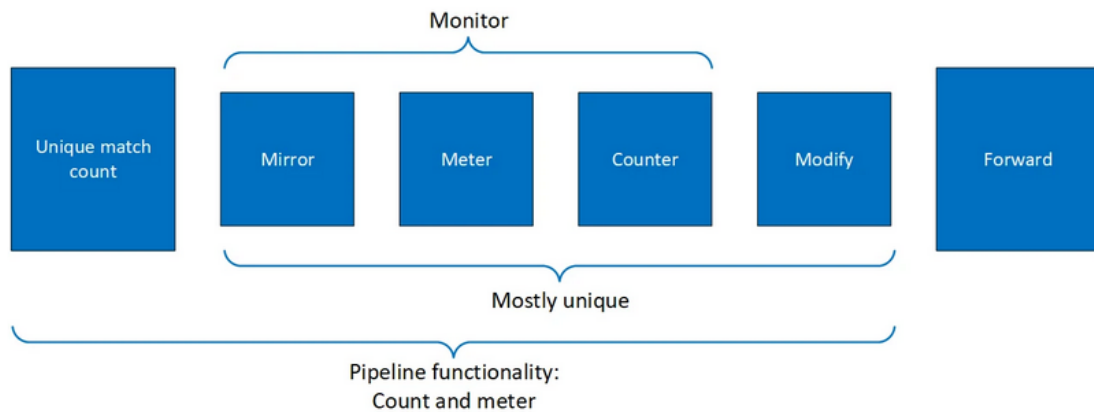 Monitor
Unique match
count
Mirror
Meter
Counter
Modify
Forward
Mostly unique
Pipeline functionality:
Count and meter